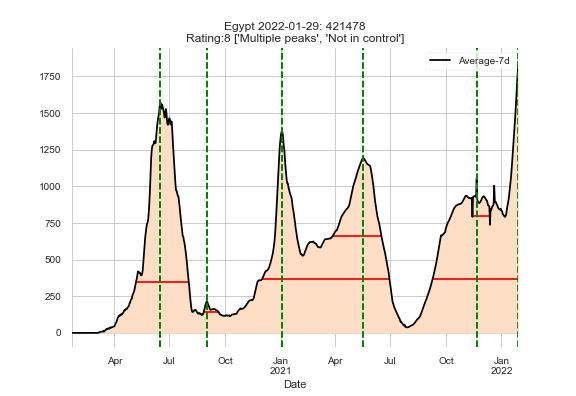 Egypt 2022-01-29: 421478
Rating:8 ['Multiple peaks', 'Not in control']
Average-7d
1750
1500
1250
1000
750
500
250
0
Apr Jul Oct Jan Apr Jul Oct Jan
2021 2022
Date